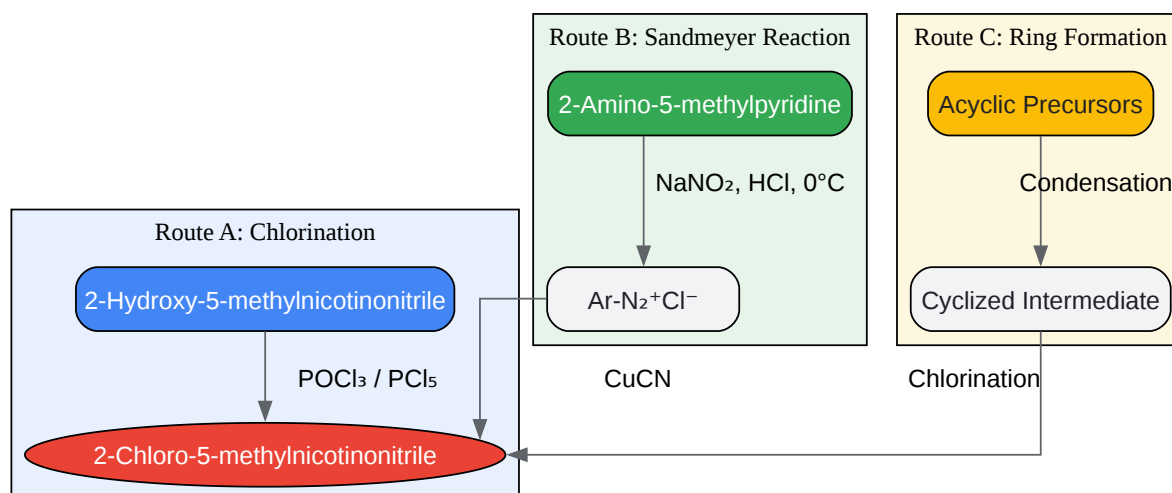 Route B: Sandmeyer Reaction
Route C: Ring Formation
2-Amino-5-methylpyridine
Acyclic Precursors
NaNO₂, HCl, 0°C
Condensation
Route A: Chlorination
2-Hydroxy-5-methylnicotinonitrile
Ar-N₂⁺Cl⁻
Cyclized Intermediate
POCl₃ / PCl₅
CuCN
Chlorination
2-Chloro-5-methylnicotinonitrile